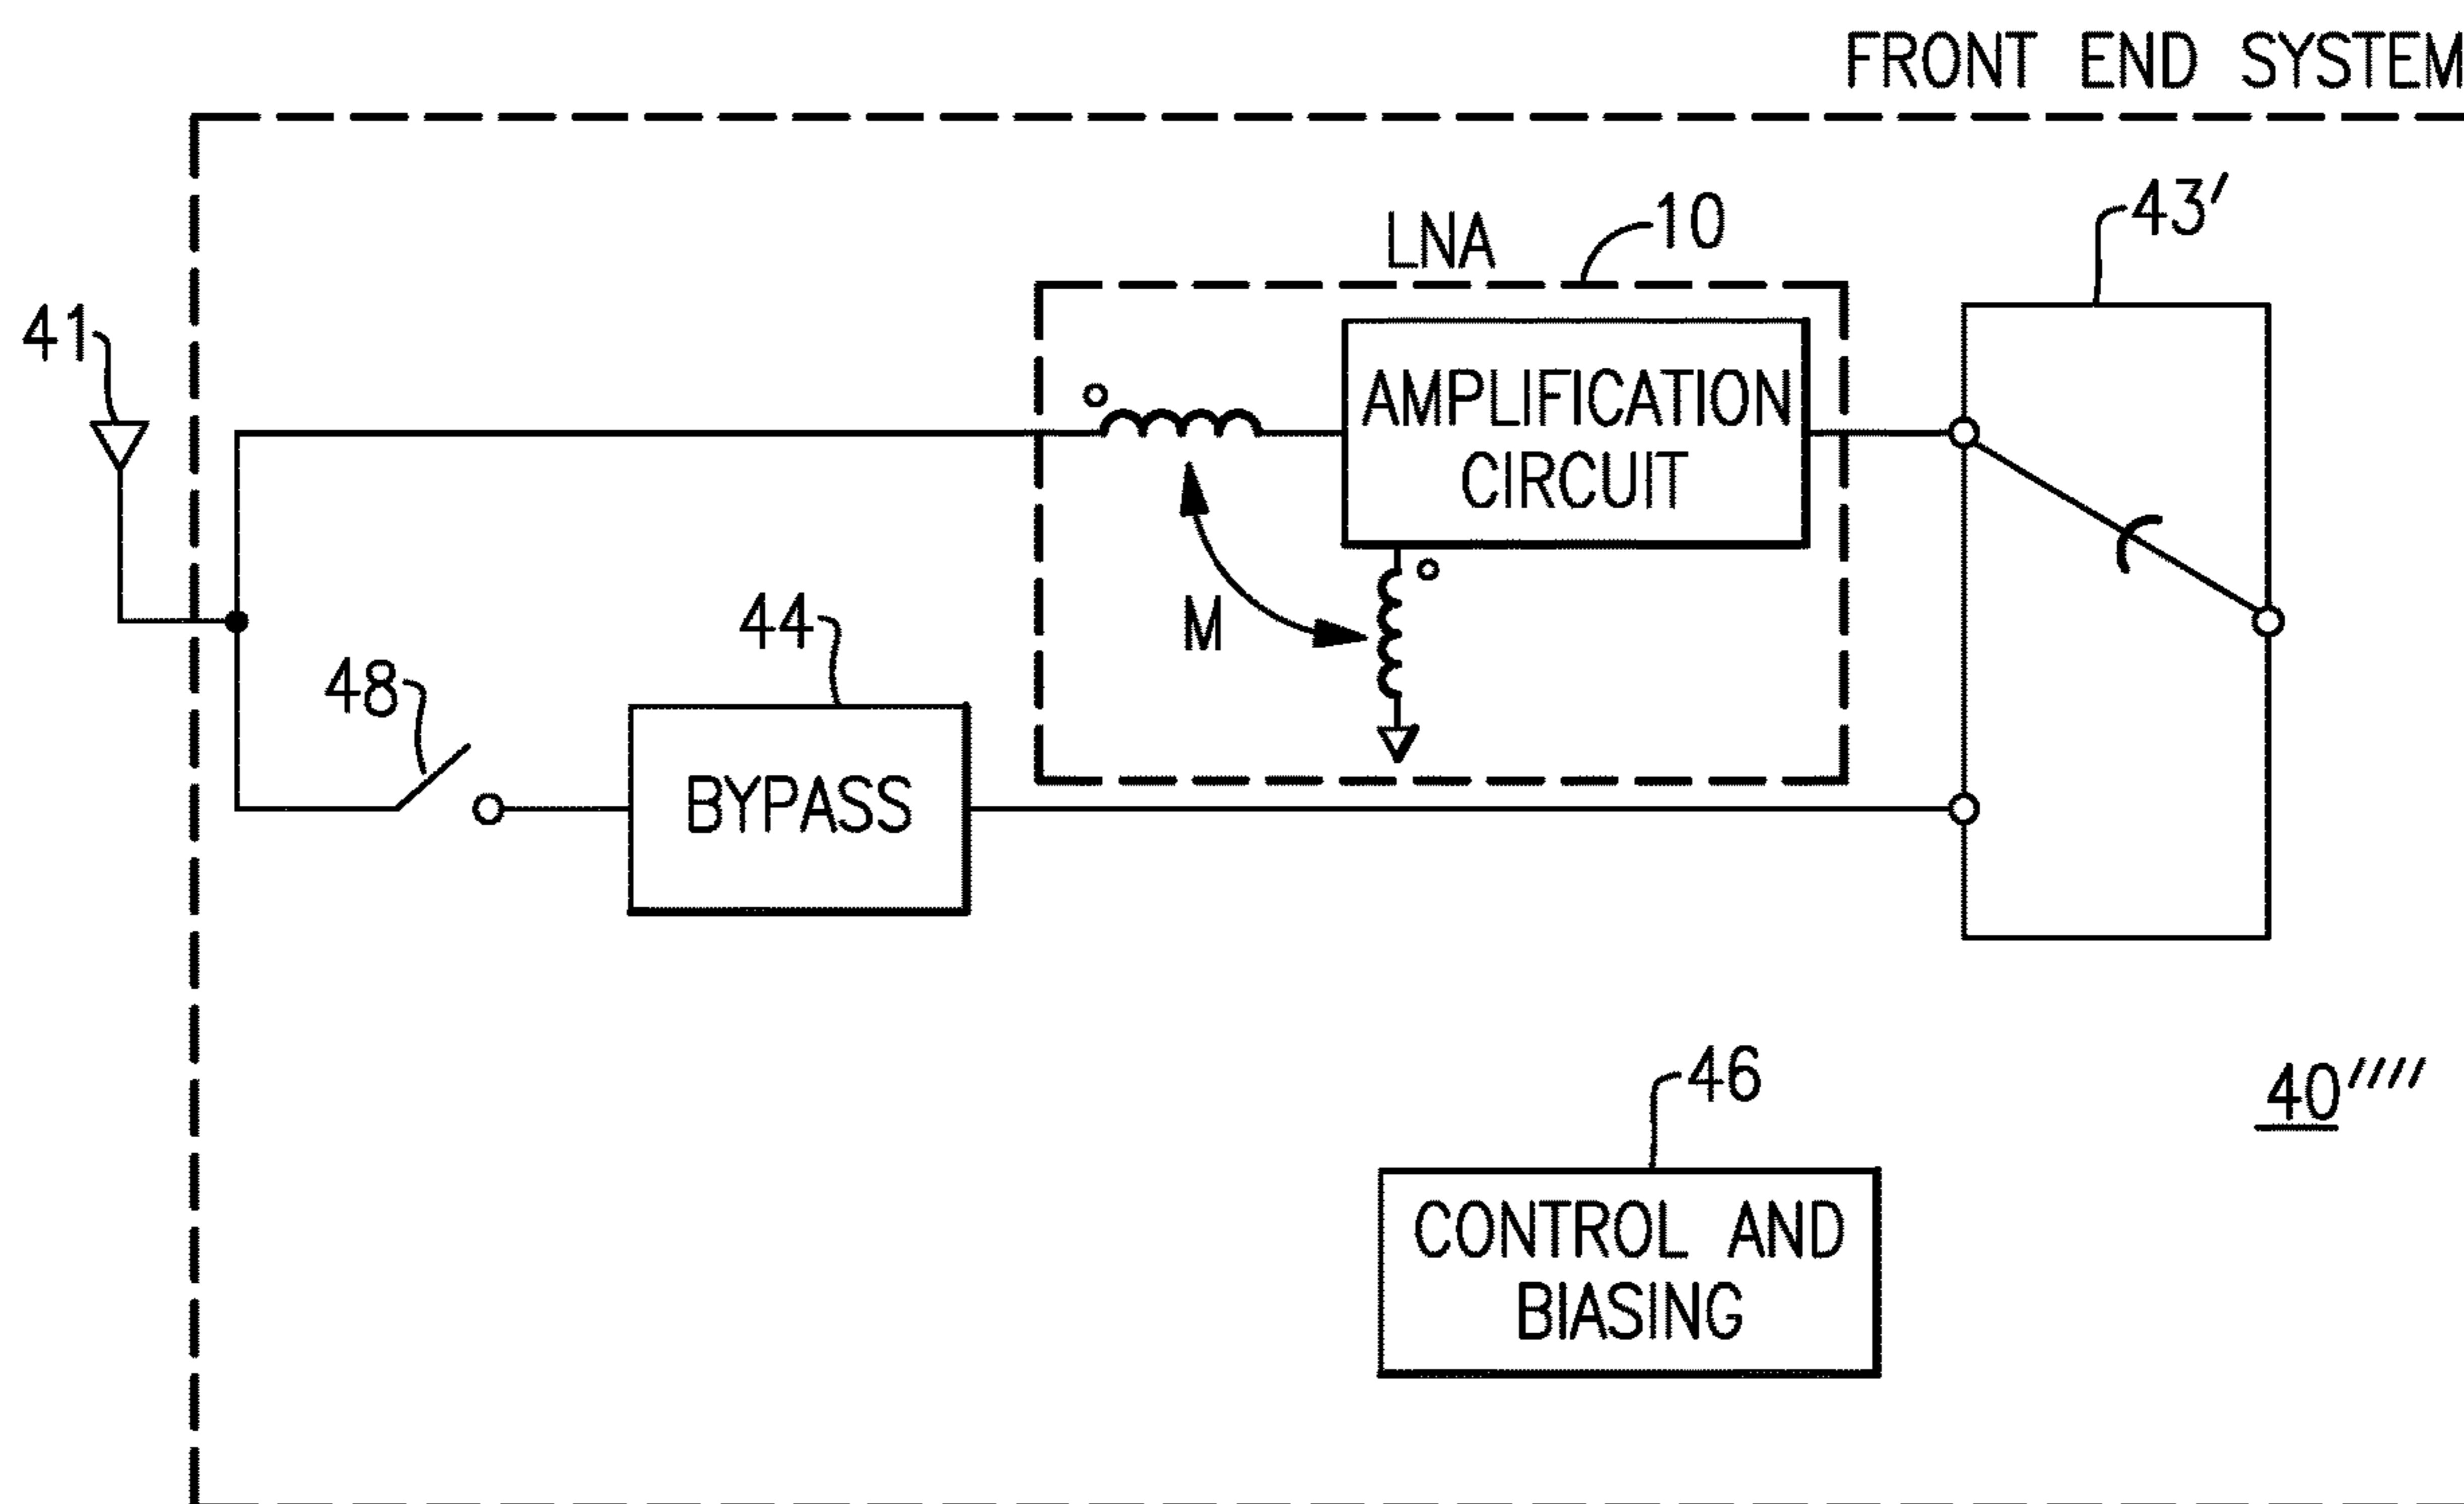 FRONT END SYSTEM
43'
10
LNA
41
AMPLIFICATION
CIRCUIT
44
M
48
BYPASS
46
40''''
CONTROL AND
BIASING